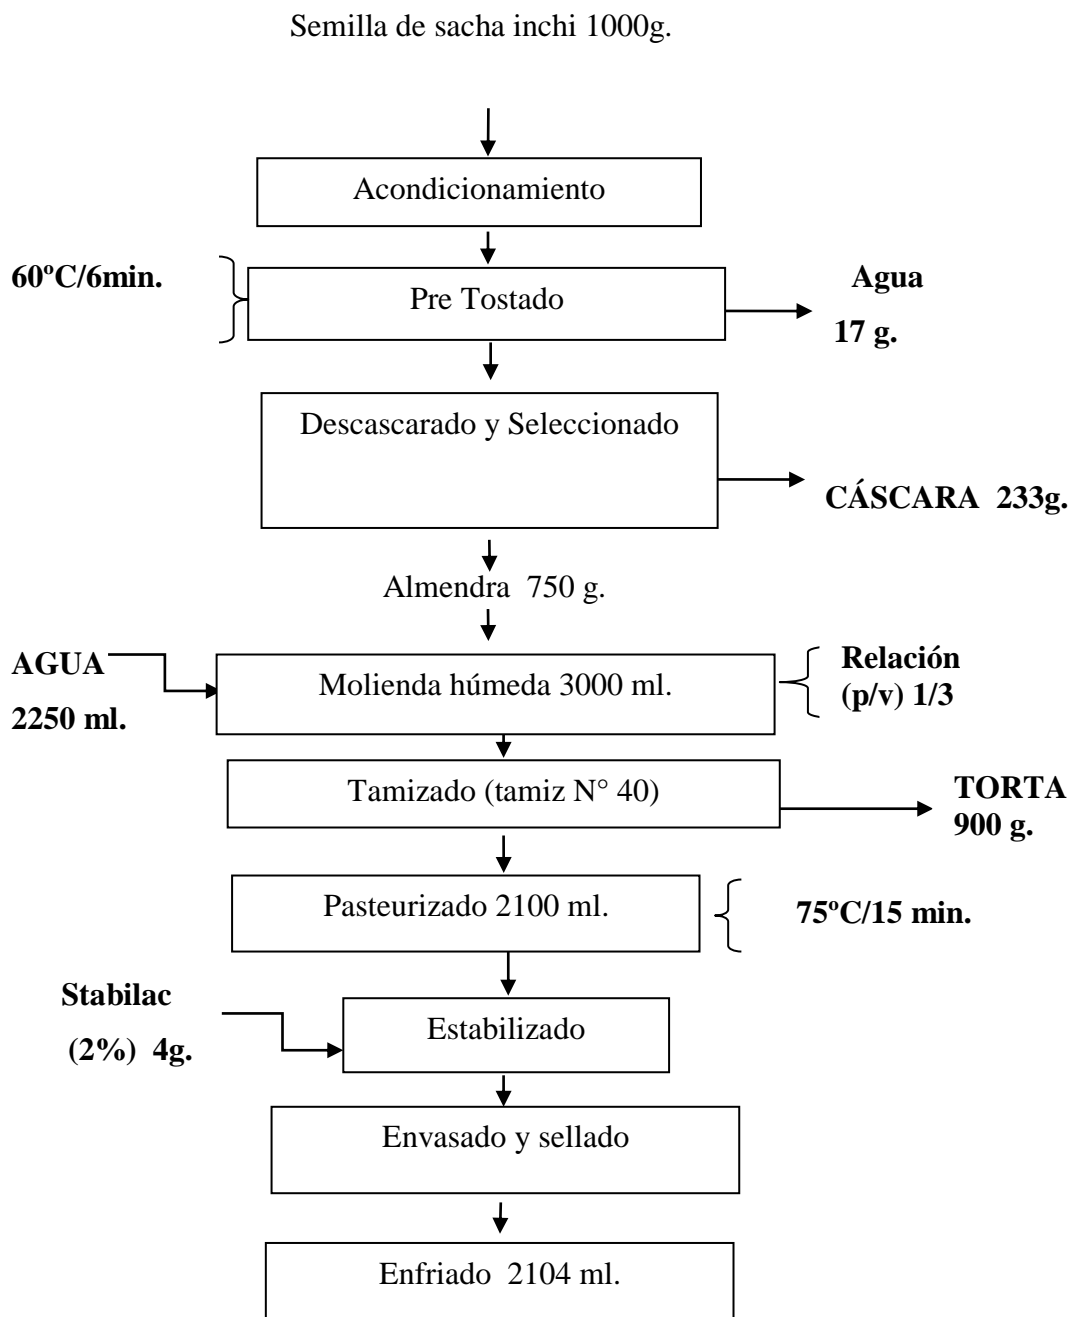 Semilla de sacha inchi 1000g.
Acondicionamiento
60ºC/6min.
Pre Tostado
Agua
17 g.
Descascarado y Seleccionado
CÁSCARA 233g.
Almendra 750 g.
AGUA
2250 ml.
Molienda húmeda 3000 ml.
Relación
(p/v) 1/3
Tamizado (tamiz N° 40)
TORTA
900 g.
Pasteurizado 2100 ml.
75ºC/15 min.
Stabilac
(2%) 4g.
Estabilizado
Envasado y sellado
Enfriado 2104 ml.